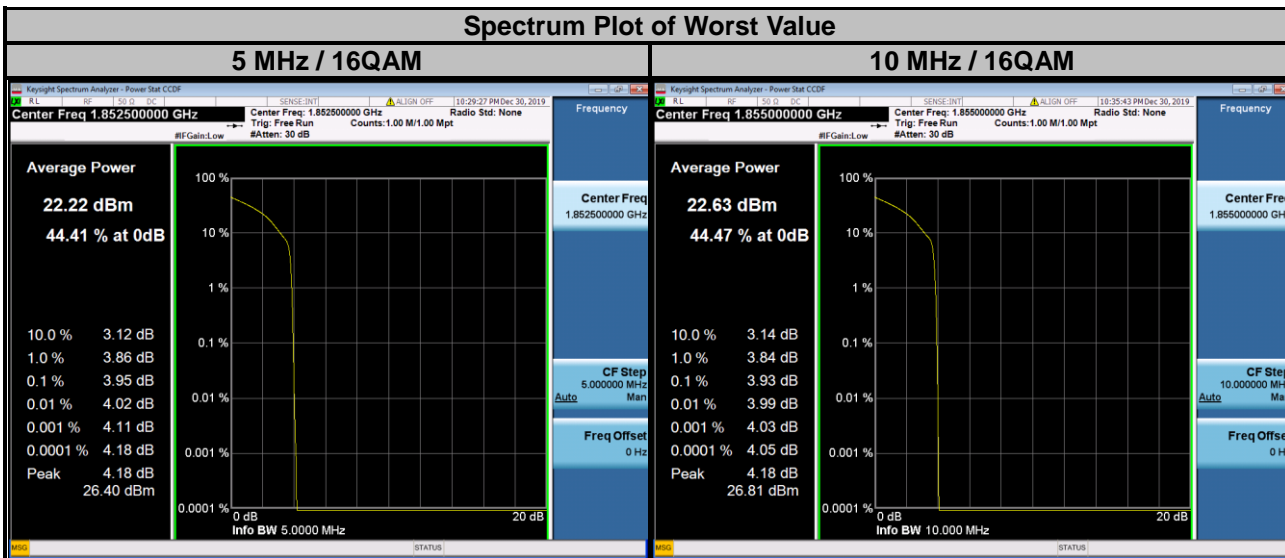 Spectrum Plot of Worst Value
5 MHz / 16QAM
Keysight Spectrum Analyzer - Power Stat CCDF
RL RF 50 Ω DC SENSE:INT ALIGN OFF 10:29:27 PM Dec 30, 2019
Center Freq 1.852500000 GHz
Center Freq: 1.852500000 GHz Radio Std: None
Trig: Free Run Counts:1.00 M/1.00 Mpt
#IFGain:Low #Atten: 30 dB
Frequency
Average Power
22.22 dBm
44.41 % at 0dB
10.0 % 3.12 dB
1.0 % 3.86 dB
0.1 % 3.95 dB
0.01 % 4.02 dB
0.001 % 4.11 dB
0.0001 % 4.18 dB
Peak 4.18 dB
26.40 dBm
100 %
10 %
1 %
0.1 %
0.01 %
0.001 %
0.0001 %
0 dB 20 dB
Info BW 5.0000 MHz
Center Freq
1.852500000 GHz
CF Step
5.000000 MHz
Auto Man
Freq Offset
0 Hz
MSG STATUS
10 MHz / 16QAM
Keysight Spectrum Analyzer - Power Stat CCDF
RL RF 50 Ω DC SENSE:INT ALIGN OFF 10:35:43 PM Dec 30, 2019
Center Freq 1.855000000 GHz
Center Freq: 1.855000000 GHz Radio Std: None
Trig: Free Run Counts:1.00 M/1.00 Mpt
#IFGain:Low #Atten: 30 dB
Frequency
Average Power
22.63 dBm
44.47 % at 0dB
10.0 % 3.14 dB
1.0 % 3.84 dB
0.1 % 3.93 dB
0.01 % 3.99 dB
0.001 % 4.03 dB
0.0001 % 4.05 dB
Peak 4.18 dB
26.81 dBm
100 %
10 %
1 %
0.1 %
0.01 %
0.001 %
0.0001 %
0 dB 20 dB
Info BW 10.000 MHz
Center Fre
1.855000000 GH
CF Ste
10.000000 MH
Auto Ma
Freq Offse
0 H
MSG STATUS